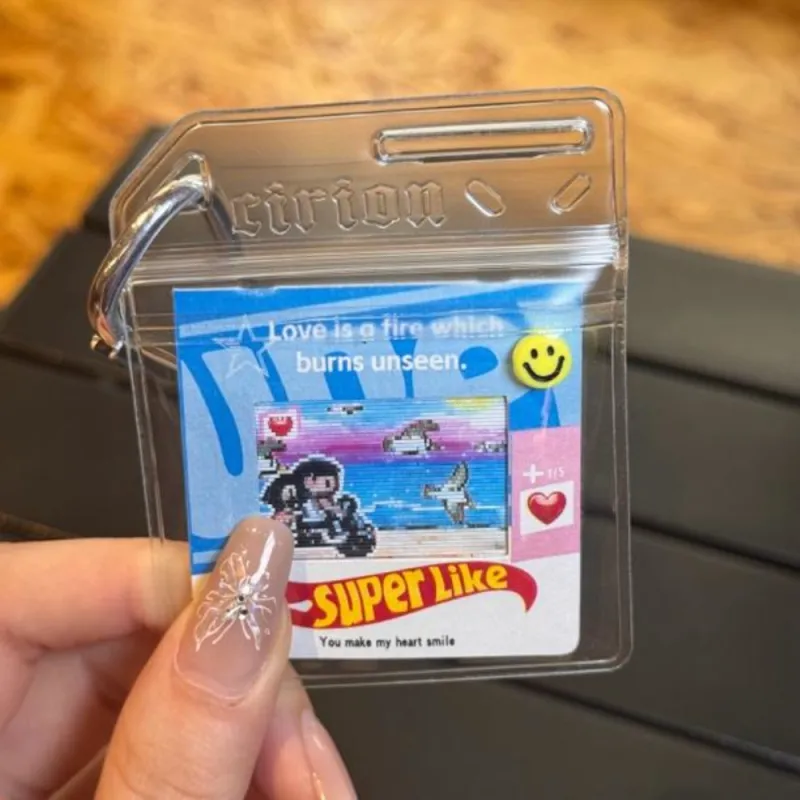 cirion
Love is a fire which
burns unseen.
+ 1/5
SUPER Like
You make my heart smile